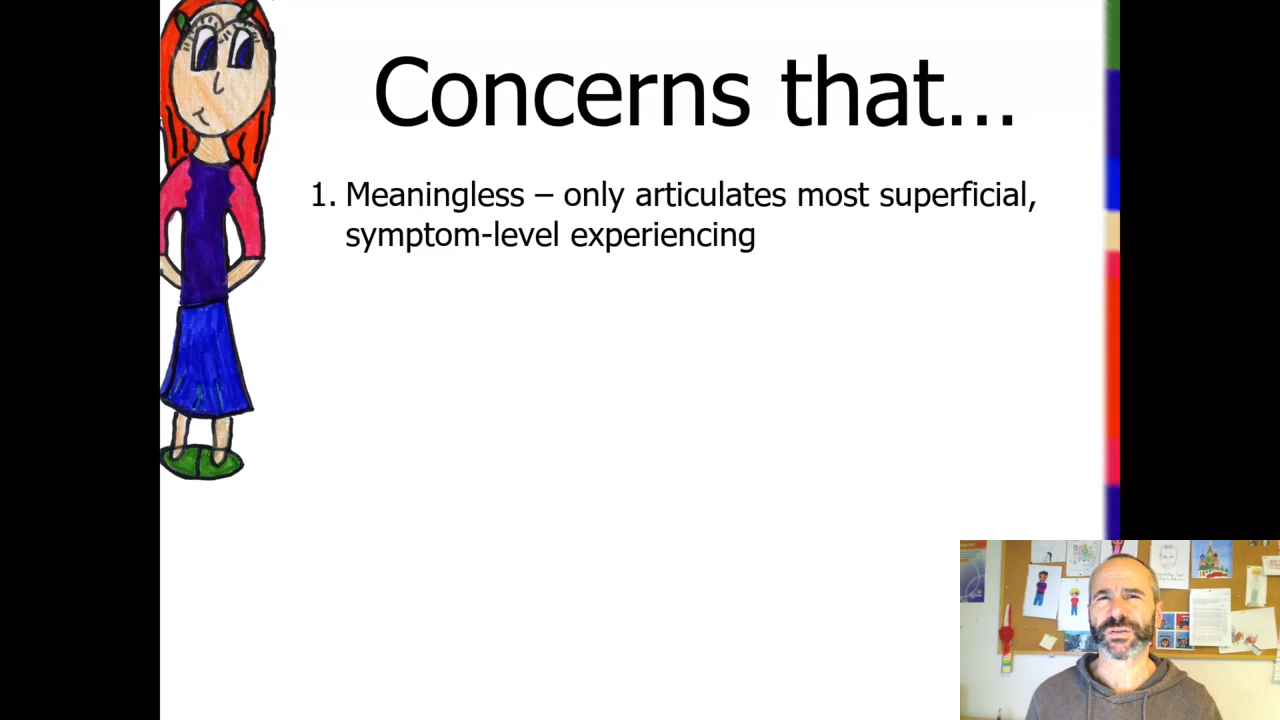 Concerns that…
1. Meaningless – only articulates most superficial,
symptom-level experiencing